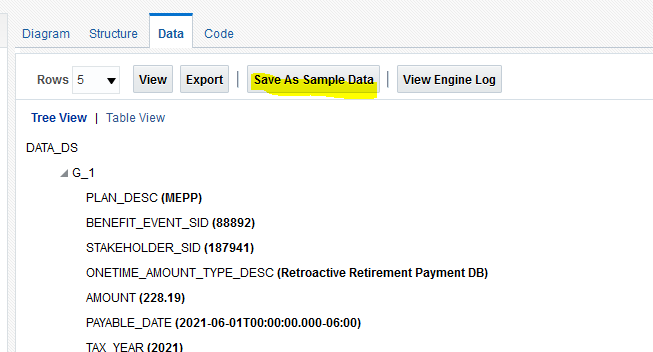 Diagram Structure Data Code
Rows 5 View Export | Save As Sample Data | View Engine Log
Tree View | Table View
DATA_DS
G_1
PLAN_DESC (MEPP)
BENEFIT_EVENT_SID (88892)
STAKEHOLDER_SID (187941)
ONETIME_AMOUNT_TYPE_DESC (Retroactive Retirement Payment DB)
AMOUNT (228.19)
PAYABLE_DATE (2021-06-01T00:00:00.000-06:00)
TAX_YEAR (2021)